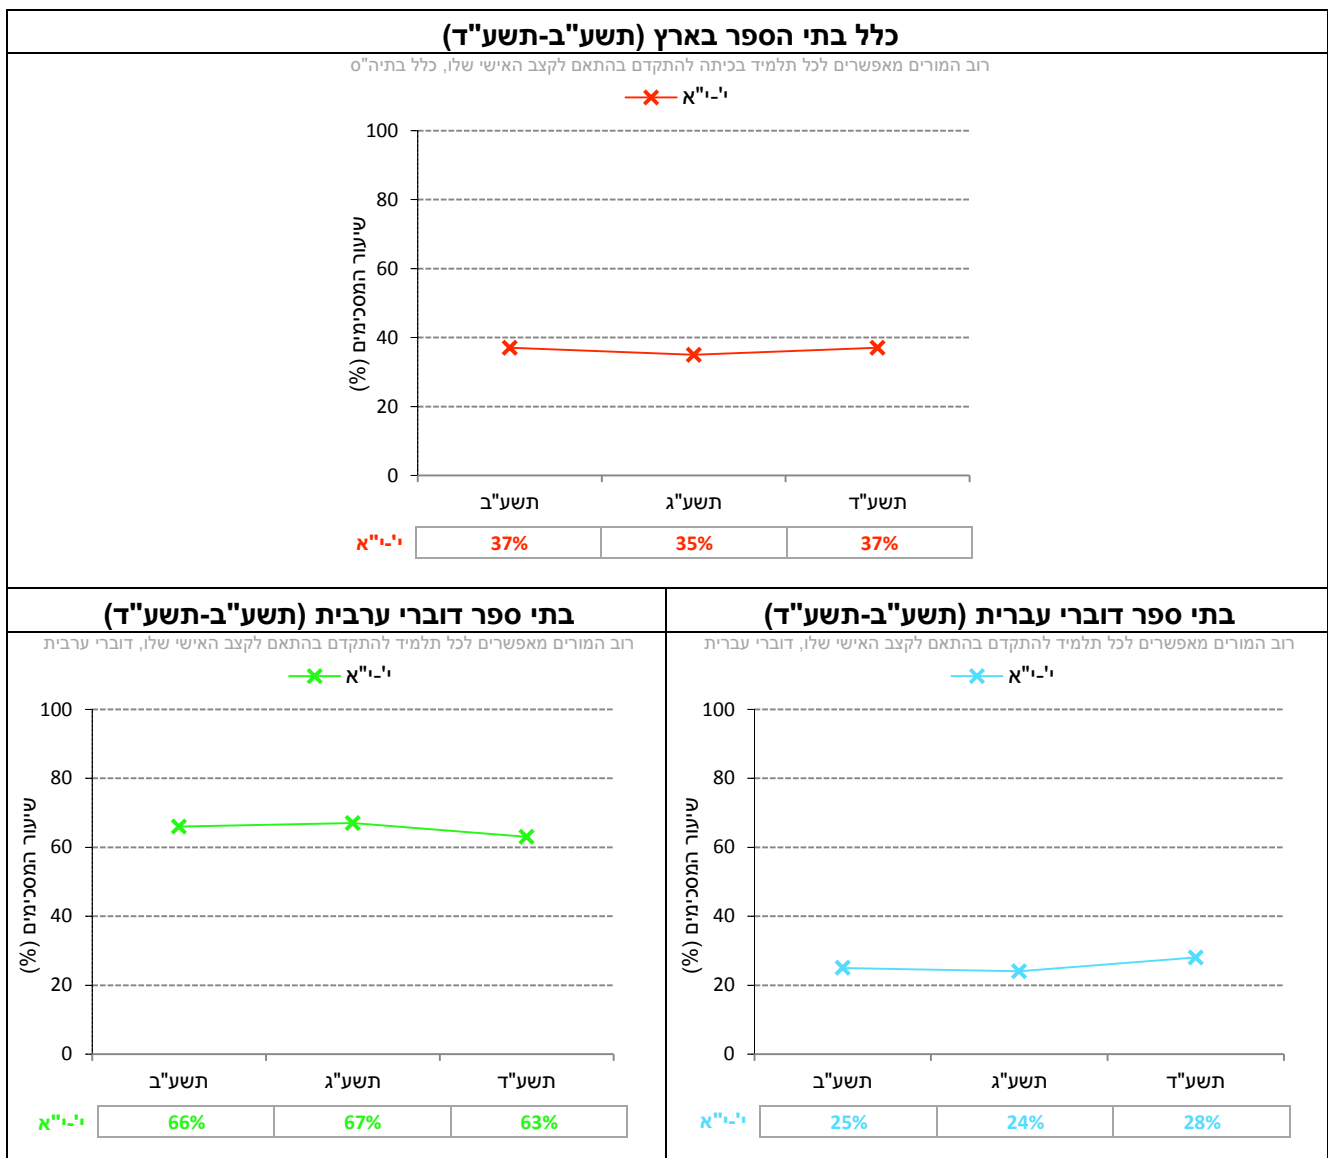 כלל בתי הספר בארץ (תשע"ב-תשע"ד)
רוב המורים מאפשרים לכל תלמיד בכיתה להתקדם בהתאם לקצב האישי שלו, כלל בתיה"ס
י'-י"א
שיעור המסכימים (%)
100
80
60
40
20
0
תשע"ב תשע"ג תשע"ד
י'-י"א 37% 35% 37%
בתי ספר דוברי עברית (תשע"ב-תשע"ד)
רוב המורים מאפשרים לכל תלמיד להתקדם בהתאם לקצב האישי שלו, דוברי עברית
י'-י"א
שיעור המסכימים (%)
100
80
60
40
20
0
תשע"ב תשע"ג תשע"ד
י'-י"א 25% 24% 28%
בתי ספר דוברי ערבית (תשע"ב-תשע"ד)
רוב המורים מאפשרים לכל תלמיד להתקדם בהתאם לקצב האישי שלו, דוברי ערבית
י'-י"א
שיעור המסכימים (%)
100
80
60
40
20
0
תשע"ב תשע"ג תשע"ד
י'-י"א 66% 67% 63%